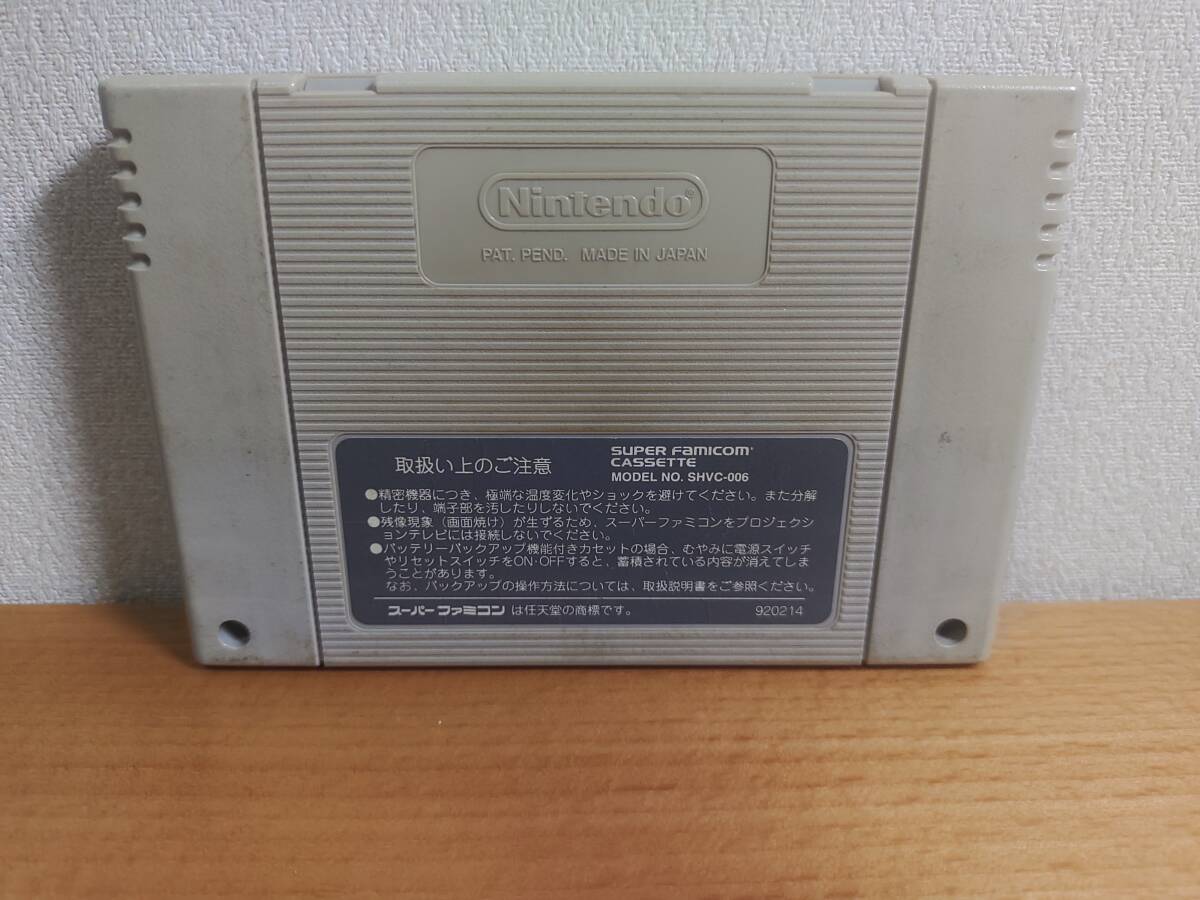 Nintendo®
PAT. PEND. MADE IN JAPAN
取扱い上のご注意
SUPER FAMICOM®
CASSETTE
MODEL NO. SHVC-006
●精密機器につき、極端な温度変化やショックを避けてください。また分解
したり、端子部を汚したりしないでください。
●残像現象（画面焼け）が生ずるため、スーパーファミコンをプロジェクシ
ョンテレビには接続しないでください。
●バッテリーバックアップ機能付きカセットの場合、むやみに電源スイッチ
やリセットスイッチをON・OFFすると、蓄積されている内容が消えてしま
うことがあります。
なお、バックアップの操作方法については、取扱説明書をご参照ください。
スーパーファミコン は任天堂の商標です。
920214